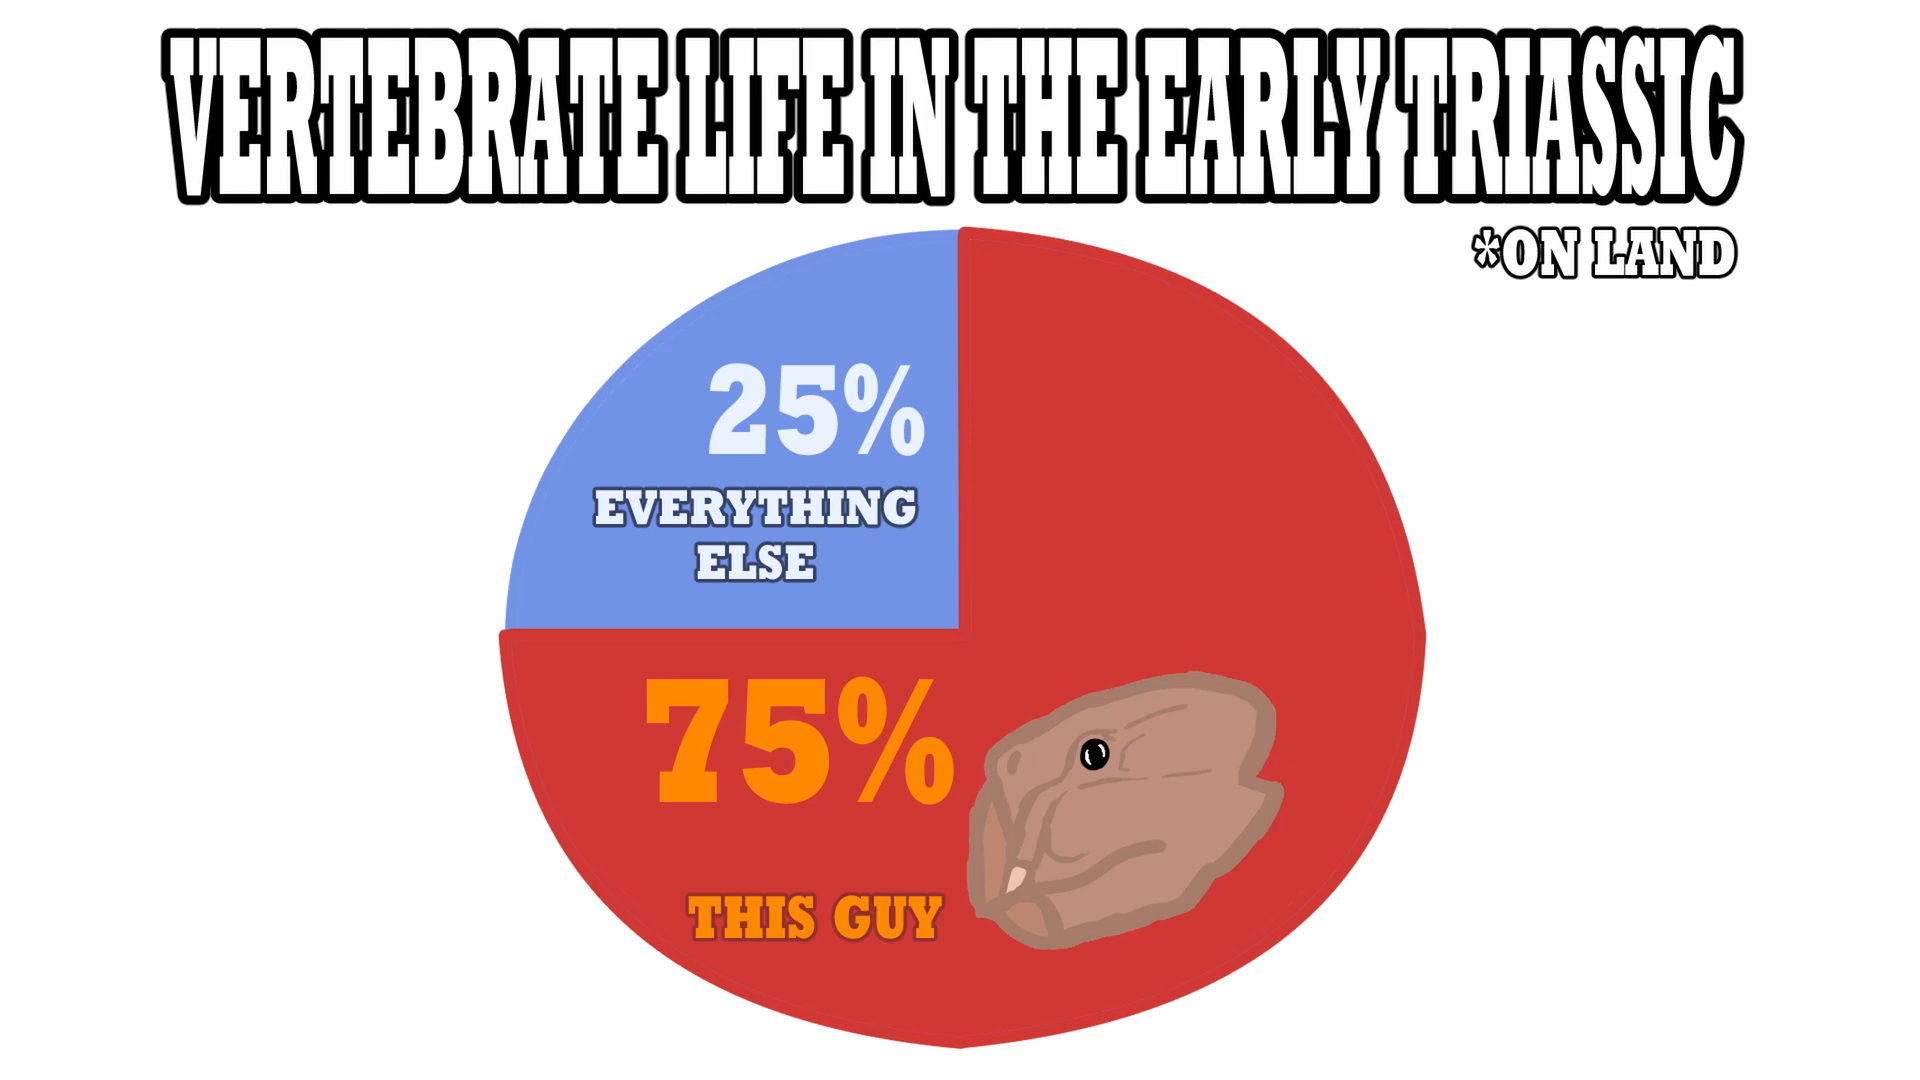 VERTEBRATE LIFE IN THE EARLY TRIASSIC
*ON LAND
25%
EVERYTHING
ELSE
75%
THIS GUY